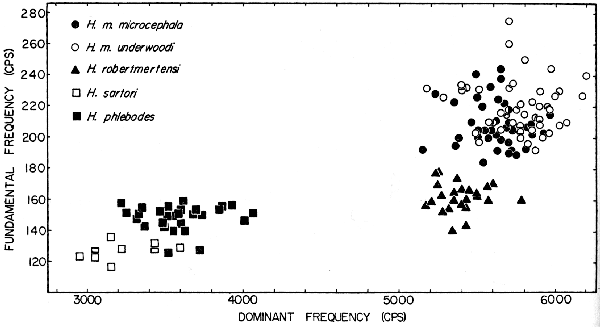 280
260
240
220
200
180
160
140
120
FUNDAMENTAL FREQUENCY (CPS)
H. m. microcephala
H. m. underwoodi
H. robertmertensi
H. sartori
H. phlebodes
3000
4000
5000
6000
DOMINANT FREQUENCY (CPS)